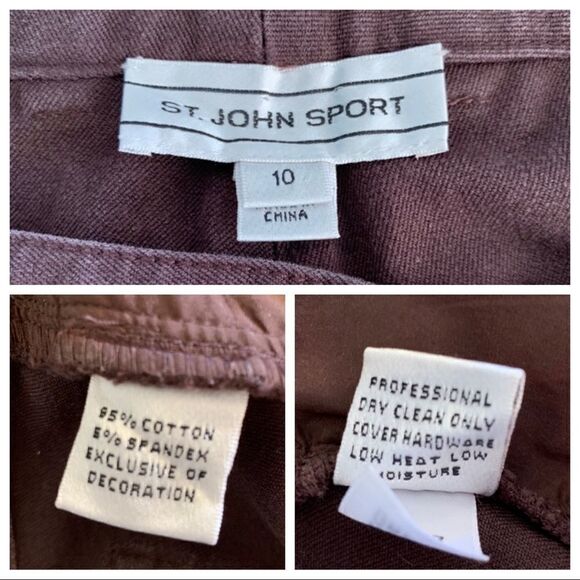 ST. JOHN SPORT
10
CHINA
95% COTTON
5% SPANDEX
EXCLUSIVE OF
DECORATION
PROFESSIONAL
DRY CLEAN ONLY
COVER HARDWARE
LOW HEAT LOW
MOISTURE